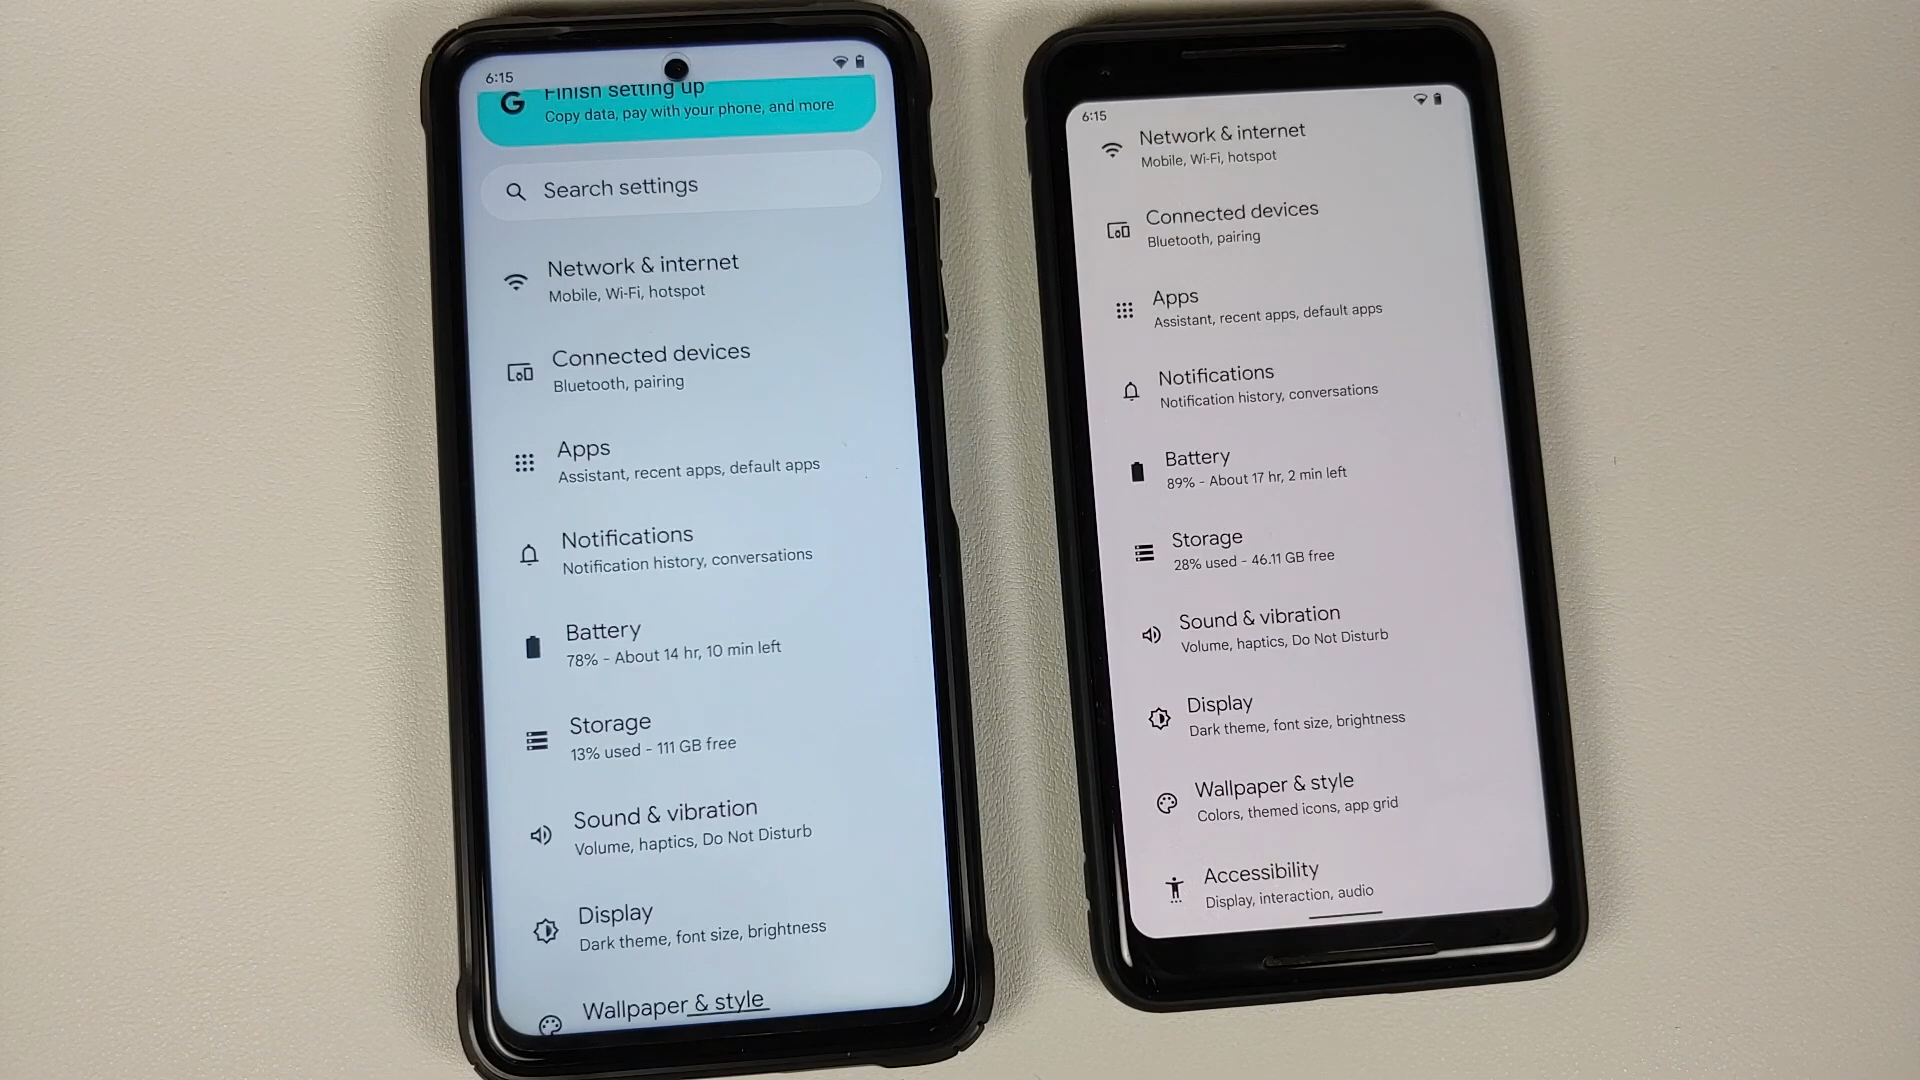 6:15
Finish setting up
Copy data, pay with your phone, and more
Search settings
Network & internet
Mobile, Wi-Fi, hotspot
Connected devices
Bluetooth, pairing
Apps
Assistant, recent apps, default apps
Notifications
Notification history, conversations
Battery
78% - About 14 hr, 10 min left
Storage
13% used - 111 GB free
Sound & vibration
Volume, haptics, Do Not Disturb
Display
Dark theme, font size, brightness
Wallpaper & style
6:15
Network & internet
Mobile, Wi-Fi, hotspot
Connected devices
Bluetooth, pairing
Apps
Assistant, recent apps, default apps
Notifications
Notification history, conversations
Battery
89% - About 17 hr, 2 min left
Storage
28% used - 46.11 GB free
Sound & vibration
Volume, haptics, Do Not Disturb
Display
Dark theme, font size, brightness
Wallpaper & style
Colors, themed icons, app grid
Accessibility
Display, interaction, audio